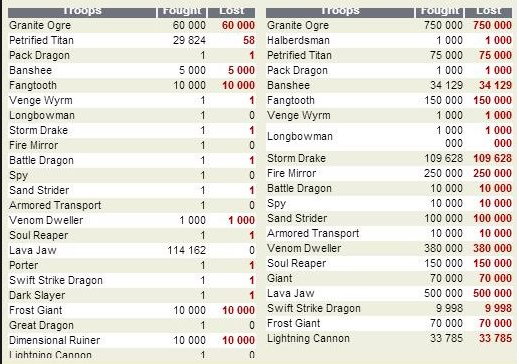 Troops Fought Lost
Granite Ogre 60 000 60 000
Petrified Titan 29 824 58
Pack Dragon 1 1
Banshee 5 000 5 000
Fangtooth 10 000 10 000
Venge Wyrm 1 1
Longbowman 1 0
Storm Drake 1 1
Fire Mirror 1 0
Battle Dragon 1 1
Spy 1 0
Sand Strider 1 1
Armored Transport 1 0
Venom Dweller 1 000 1 000
Soul Reaper 1 1
Lava Jaw 114 162 0
Porter 1 1
Swift Strike Dragon 1 1
Dark Slayer 1 1
Frost Giant 10 000 10 000
Great Dragon 1 0
Dimensional Ruiner 10 000 10 000
Lightning Cannon 1 0
Troops Fought Lost
Granite Ogre 750 000 750 000
Halberdsman 1 000 1 000
Petrified Titan 75 000 75 000
Pack Dragon 1 000 1 000
Banshee 34 129 34 129
Fangtooth 150 000 150 000
Venge Wyrm 1 000 1 000
Longbowman 1 000 000 1 000 000
Storm Drake 109 628 109 628
Fire Mirror 250 000 250 000
Battle Dragon 10 000 10 000
Spy 10 000 10 000
Sand Strider 100 000 100 000
Armored Transport 10 000 10 000
Venom Dweller 380 000 380 000
Soul Reaper 150 000 150 000
Giant 70 000 70 000
Lava Jaw 500 000 500 000
Swift Strike Dragon 9 998 9 998
Frost Giant 70 000 70 000
Lightning Cannon 33 785 33 785